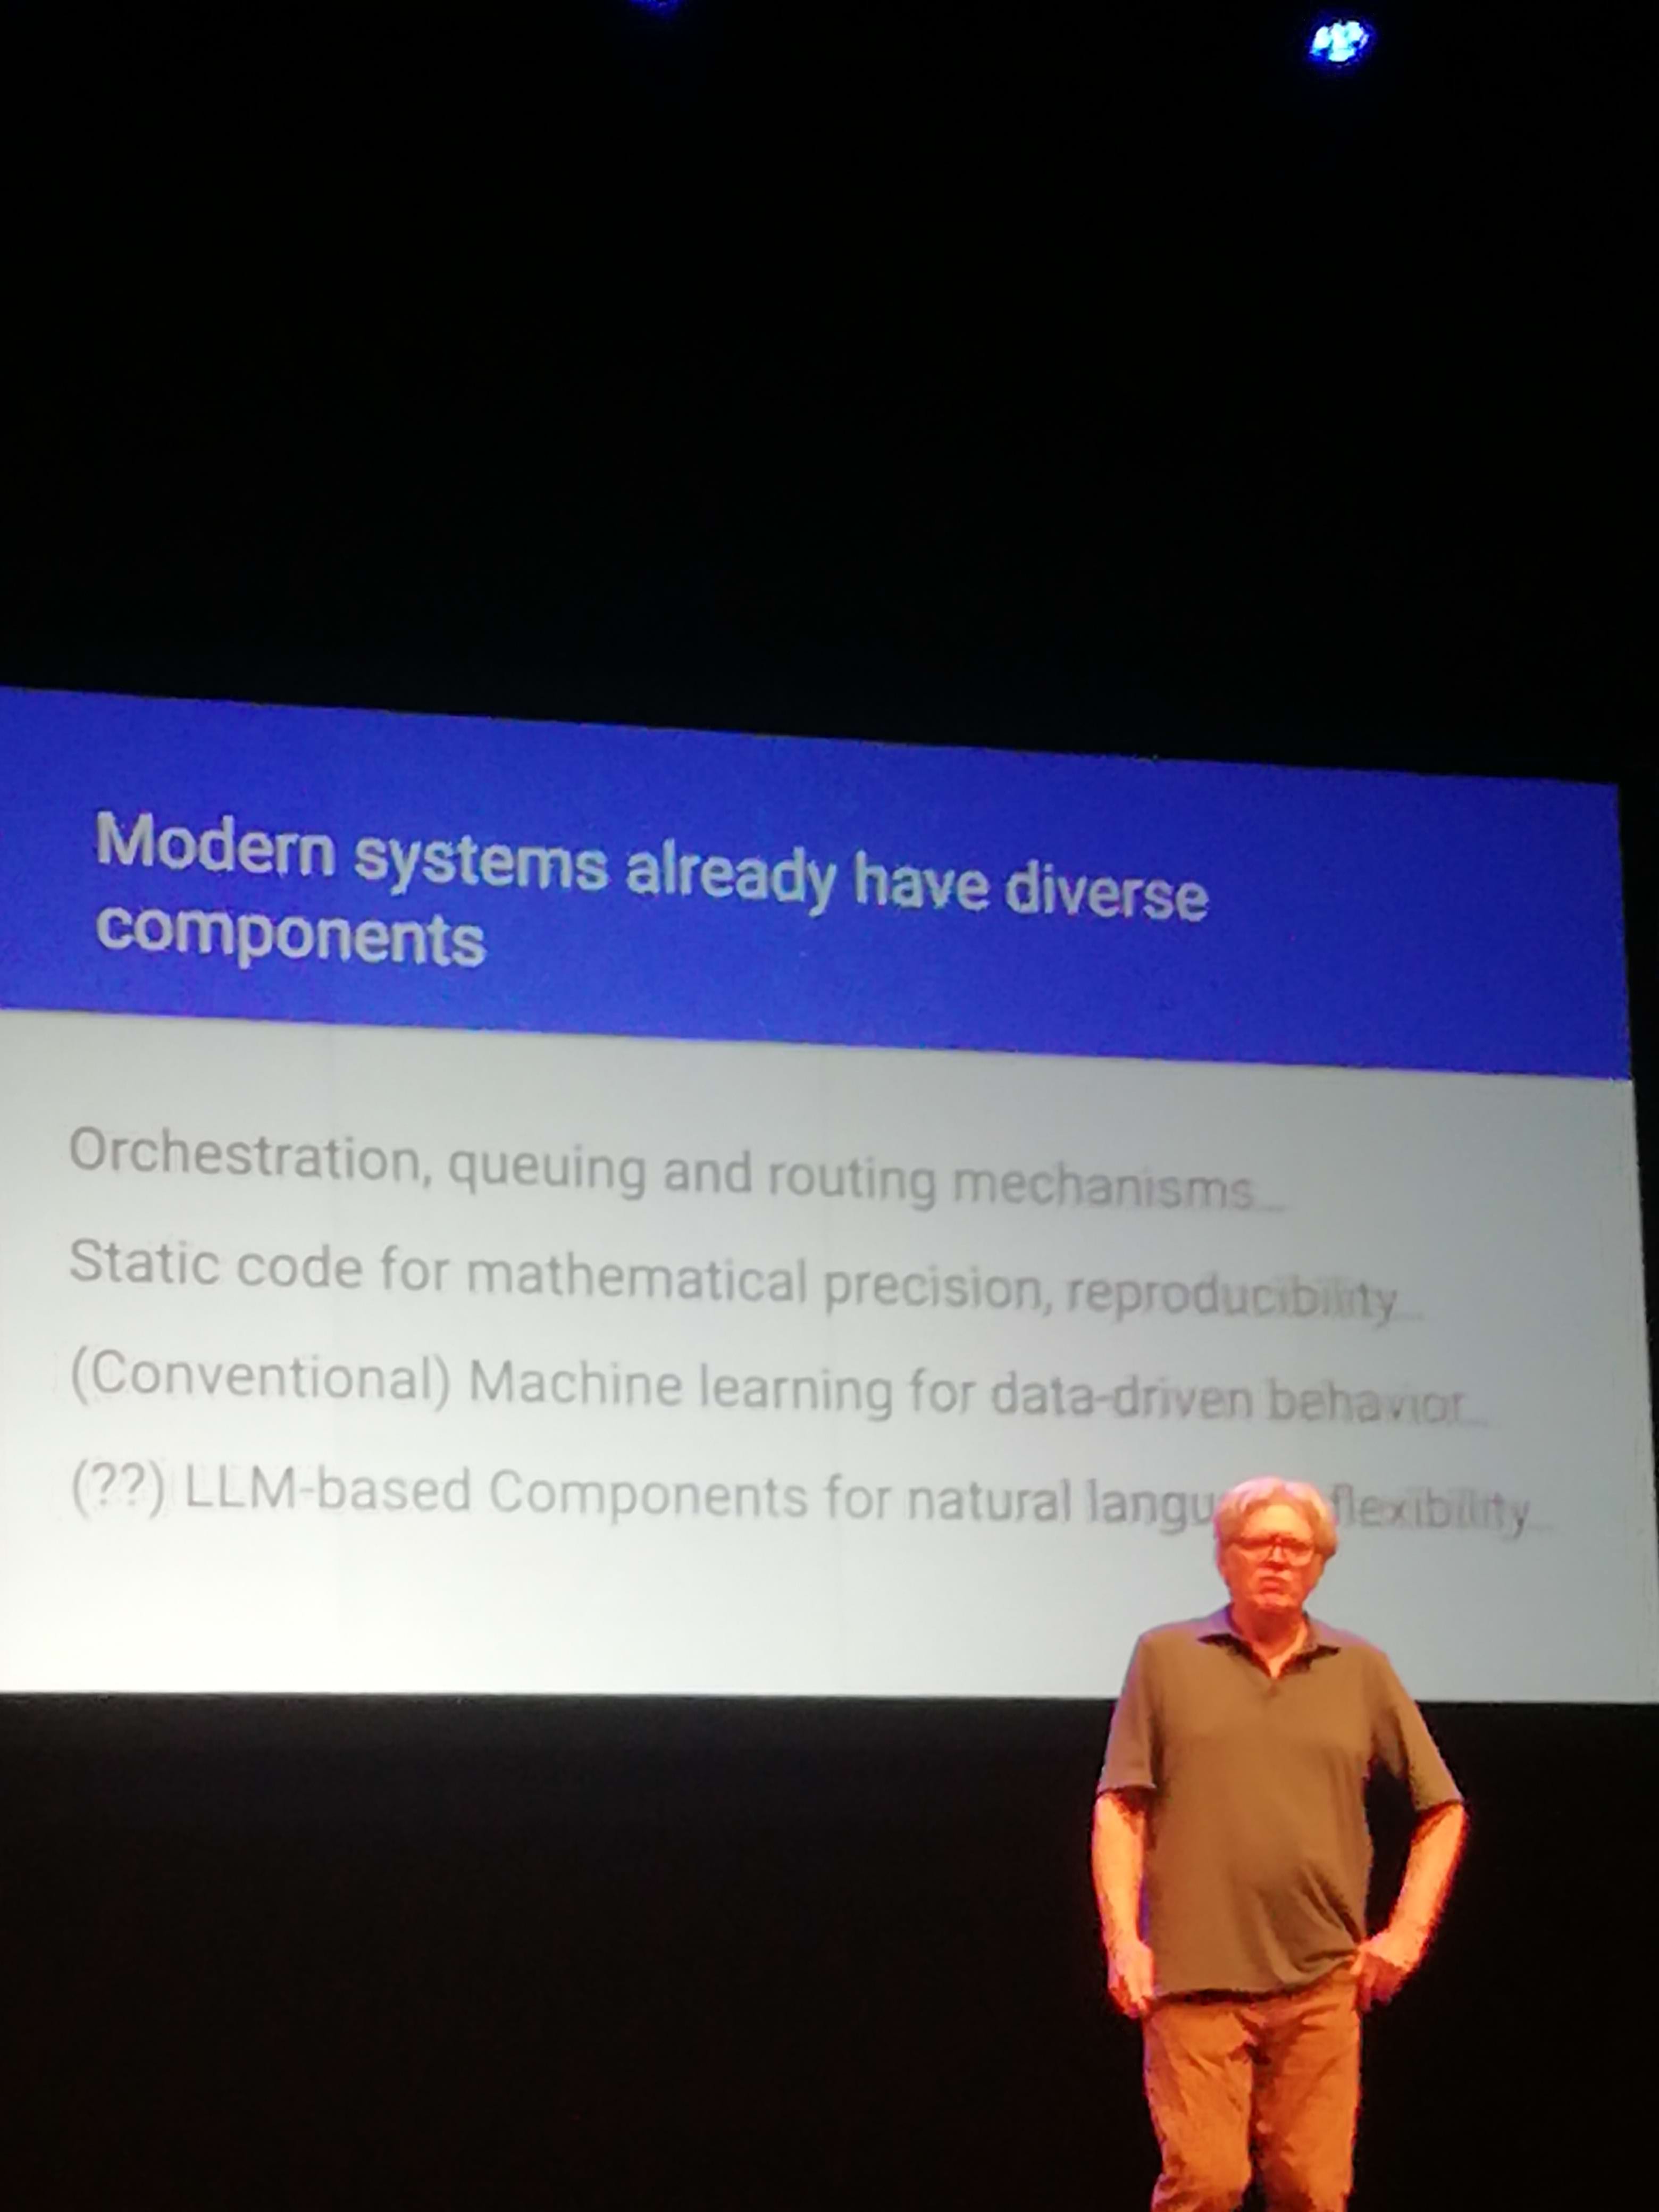 Modern systems already have diverse
components
Orchestration, queuing and routing mechanisms...
Static code for mathematical precision, reproducibility...
(Conventional) Machine learning for data-driven behavior...
(??) LLM-based Components for natural langu flexibility...